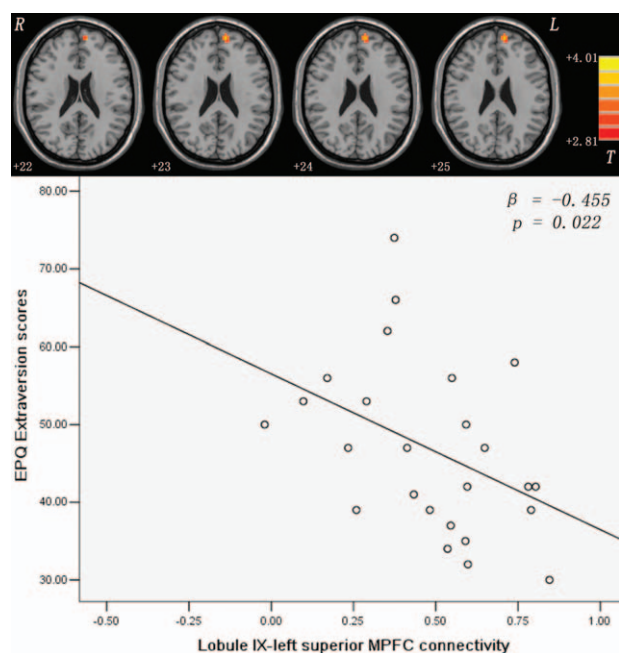 R
L
+22
+23
+24
+25
+4.01
+2.81
T
β = -0.455
p = 0.022
EPQ Extraversion scores
80.00
70.00
60.00
50.00
40.00
30.00
-0.50
-0.25
0.00
0.25
0.50
0.75
1.00
Lobule IX-left superior MPFC connectivity